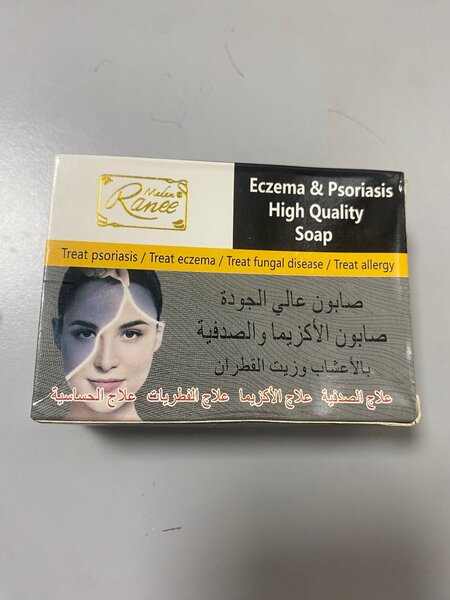 Melen
Ranee
Eczema & Psoriasis
High Quality
Soap
Treat psoriasis / Treat eczema / Treat fungal disease / Treat allergy
صابون عالي الجودة
صابون الأكزيما والصدفية
بالأعشاب وزيت القطران
علاج الصدفية علاج الأكزيما علاج الفطريات علاج الحساسية